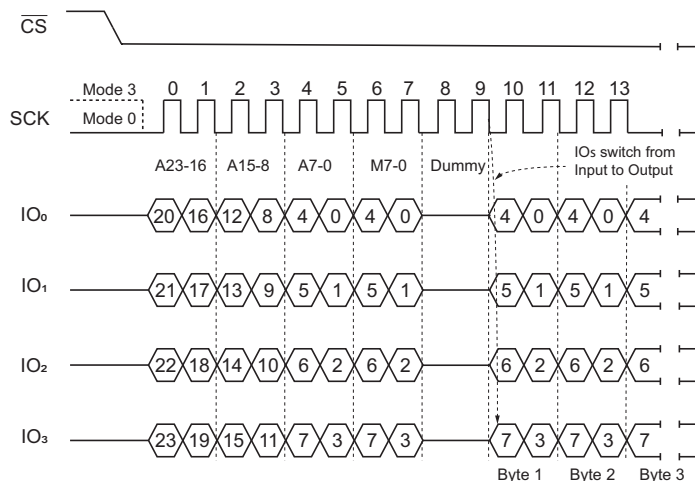 CS
Mode 3
0 1 2 3 4 5 6 7 8 9 10 11 12 13
SCK
Mode 0
A23-16 A15-8 A7-0 M7-0 Dummy
IOs switch from
Input to Output
IO₀ 20 16 12 8 4 0 4 0 4 0 4 0 4
IO₁ 21 17 13 9 5 1 5 1 5 1 5 1 5
IO₂ 22 18 14 10 6 2 6 2 6 2 6 2 6
IO₃ 23 19 15 11 7 3 7 3 7 3 7 3 7
Byte 1 Byte 2 Byte 3